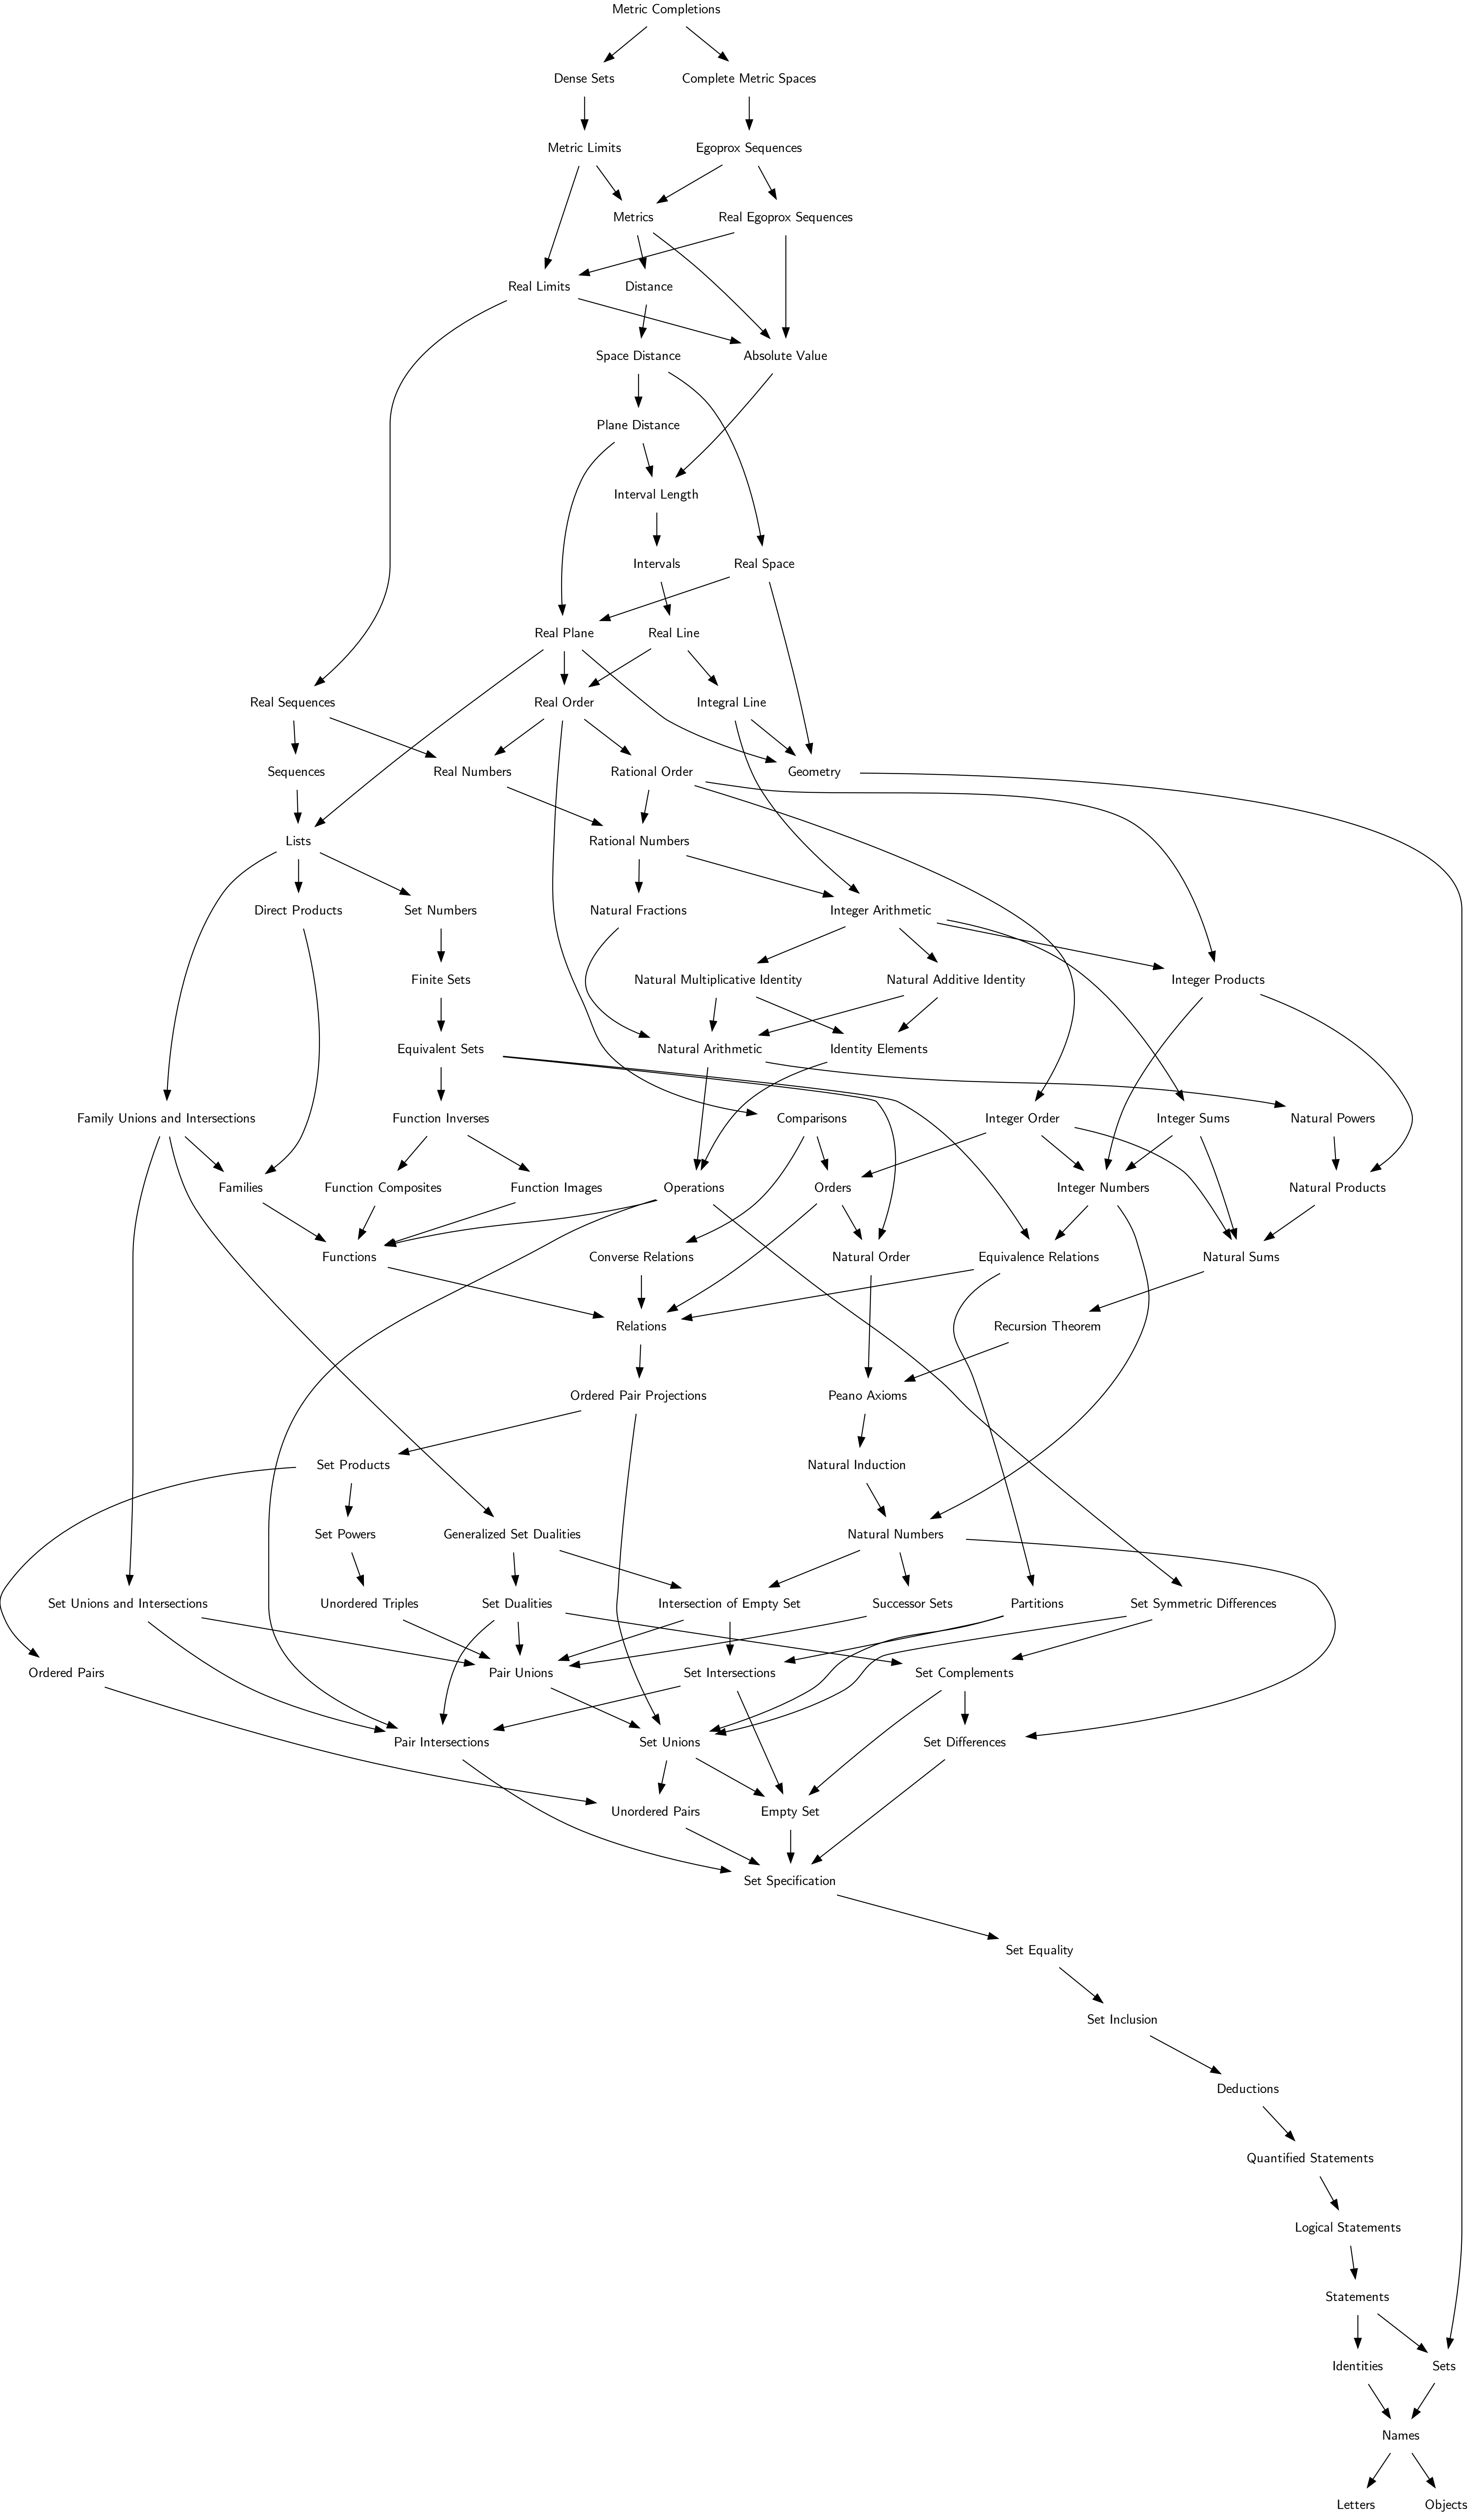 Metric Completions
Dense Sets
Complete Metric Spaces
Metric Limits
Egoprox Sequences
Metrics
Real Egoprox Sequences
Real Limits
Distance
Space Distance
Absolute Value
Plane Distance
Interval Length
Intervals
Real Space
Real Plane
Real Line
Real Sequences
Real Order
Integral Line
Sequences
Real Numbers
Rational Order
Geometry
Lists
Rational Numbers
Direct Products
Set Numbers
Natural Fractions
Integer Arithmetic
Finite Sets
Natural Multiplicative Identity
Natural Additive Identity
Integer Products
Equivalent Sets
Natural Arithmetic
Identity Elements
Family Unions and Intersections
Function Inverses
Comparisons
Integer Order
Integer Sums
Natural Powers
Families
Function Composites
Function Images
Operations
Orders
Integer Numbers
Natural Products
Functions
Converse Relations
Natural Order
Equivalence Relations
Natural Sums
Relations
Recursion Theorem
Ordered Pair Projections
Peano Axioms
Set Products
Natural Induction
Set Powers
Generalized Set Dualities
Natural Numbers
Set Unions and Intersections
Unordered Triples
Set Dualities
Intersection of Empty Set
Successor Sets
Partitions
Set Symmetric Differences
Ordered Pairs
Pair Unions
Set Intersections
Set Complements
Pair Intersections
Set Unions
Set Differences
Unordered Pairs
Empty Set
Set Specification
Set Equality
Set Inclusion
Deductions
Quantified Statements
Logical Statements
Statements
Identities
Sets
Names
Letters
Objects